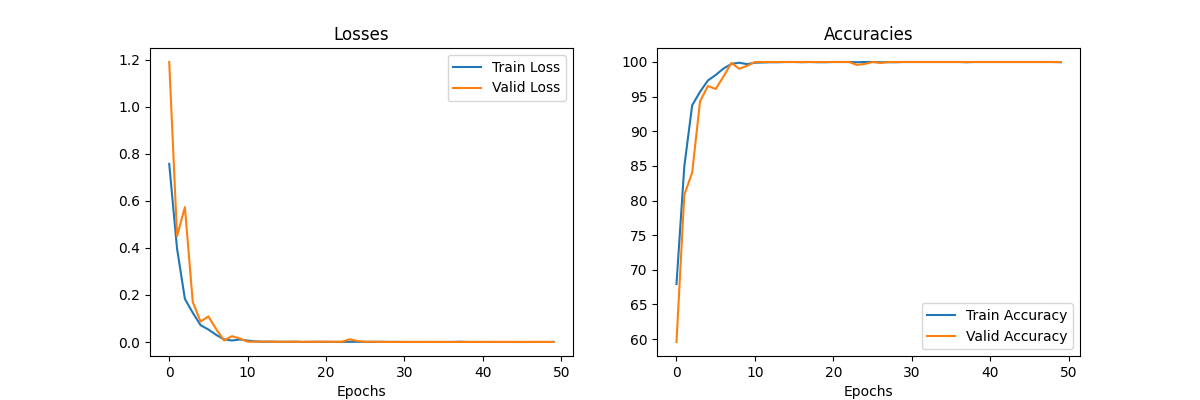 Losses
1.2
1.0
0.8
0.6
0.4
0.2
0.0
0 10 20 30 40 50
Epochs
Train Loss
Valid Loss
Accuracies
100
95
90
85
80
75
70
65
60
0 10 20 30 40 50
Epochs
Train Accuracy
Valid Accuracy